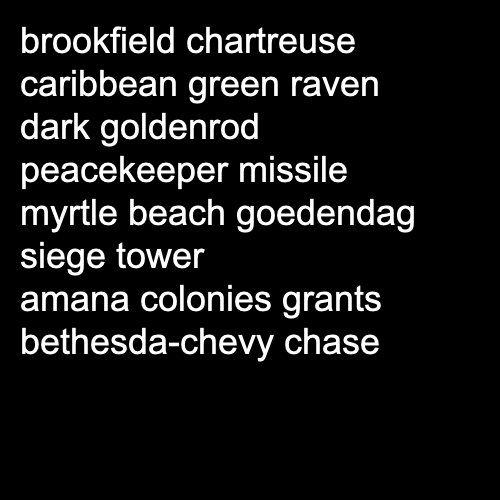 brookfield chartreuse
caribbean green raven
dark goldenrod
peacekeeper missile
myrtle beach goedendag
siege tower
amana colonies grants
bethesda-chevy chase